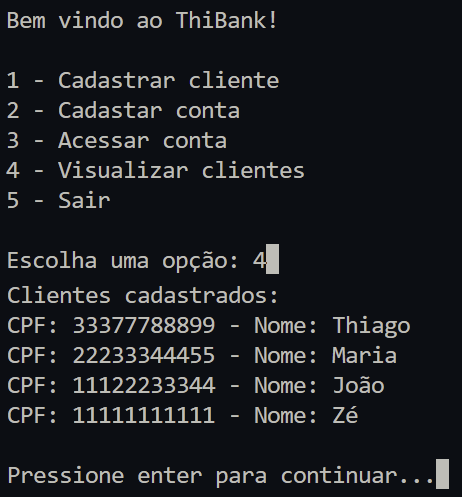 Bem vindo ao ThiBank!
1 - Cadastrar cliente
2 - Cadastar conta
3 - Acessar conta
4 - Visualizar clientes
5 - Sair
Escolha uma opção: 4
Clientes cadastrados:
CPF: 33377788899 - Nome: Thiago
CPF: 22233344455 - Nome: Maria
CPF: 11122233344 - Nome: João
CPF: 11111111111 - Nome: Zé
Pressione enter para continuar...